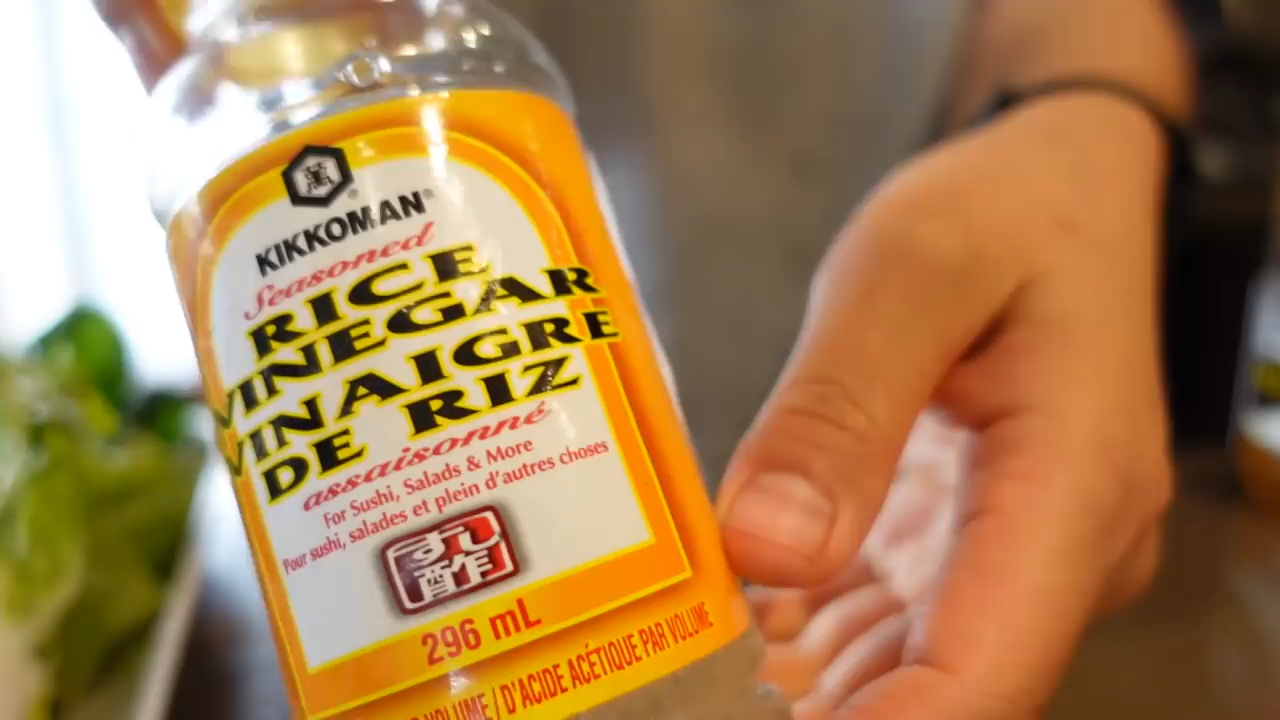 萬
KIKKOMAN®
Seasoned
RICE
VINEGAR
VINAIGRE
DE RIZ
assaisonné
For Sushi, Salads & More
Pour sushi, salades et plein d'autres choses
すし
酢
296 mL
VOLUME / D'ACIDE ACÉTIQUE PAR VOLUME